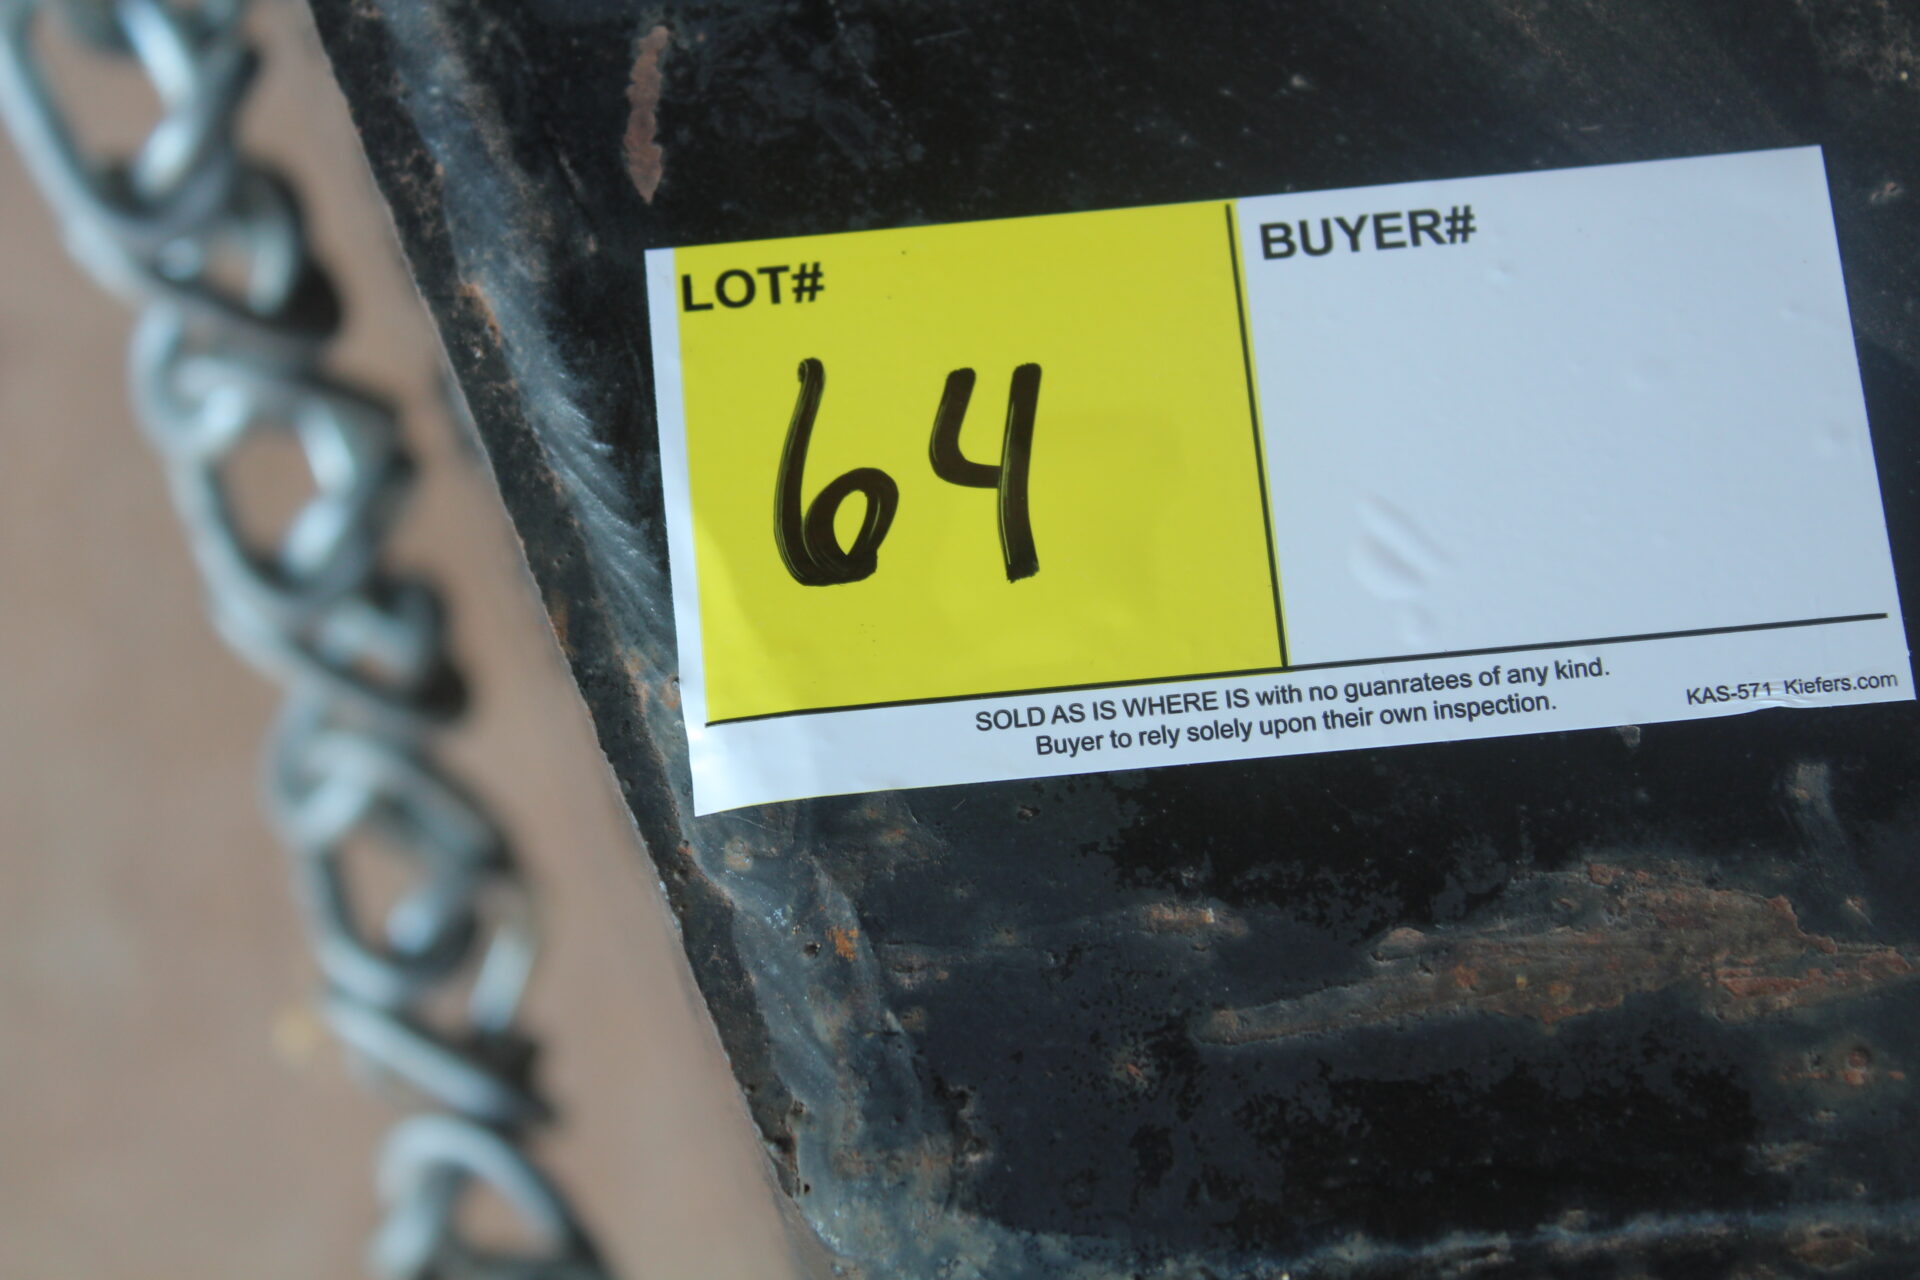 LOT# BUYER#
64
SOLD AS IS WHERE IS with no guanratees of any kind.
Buyer to rely solely upon their own inspection.
KAS-571 Kiefers.com